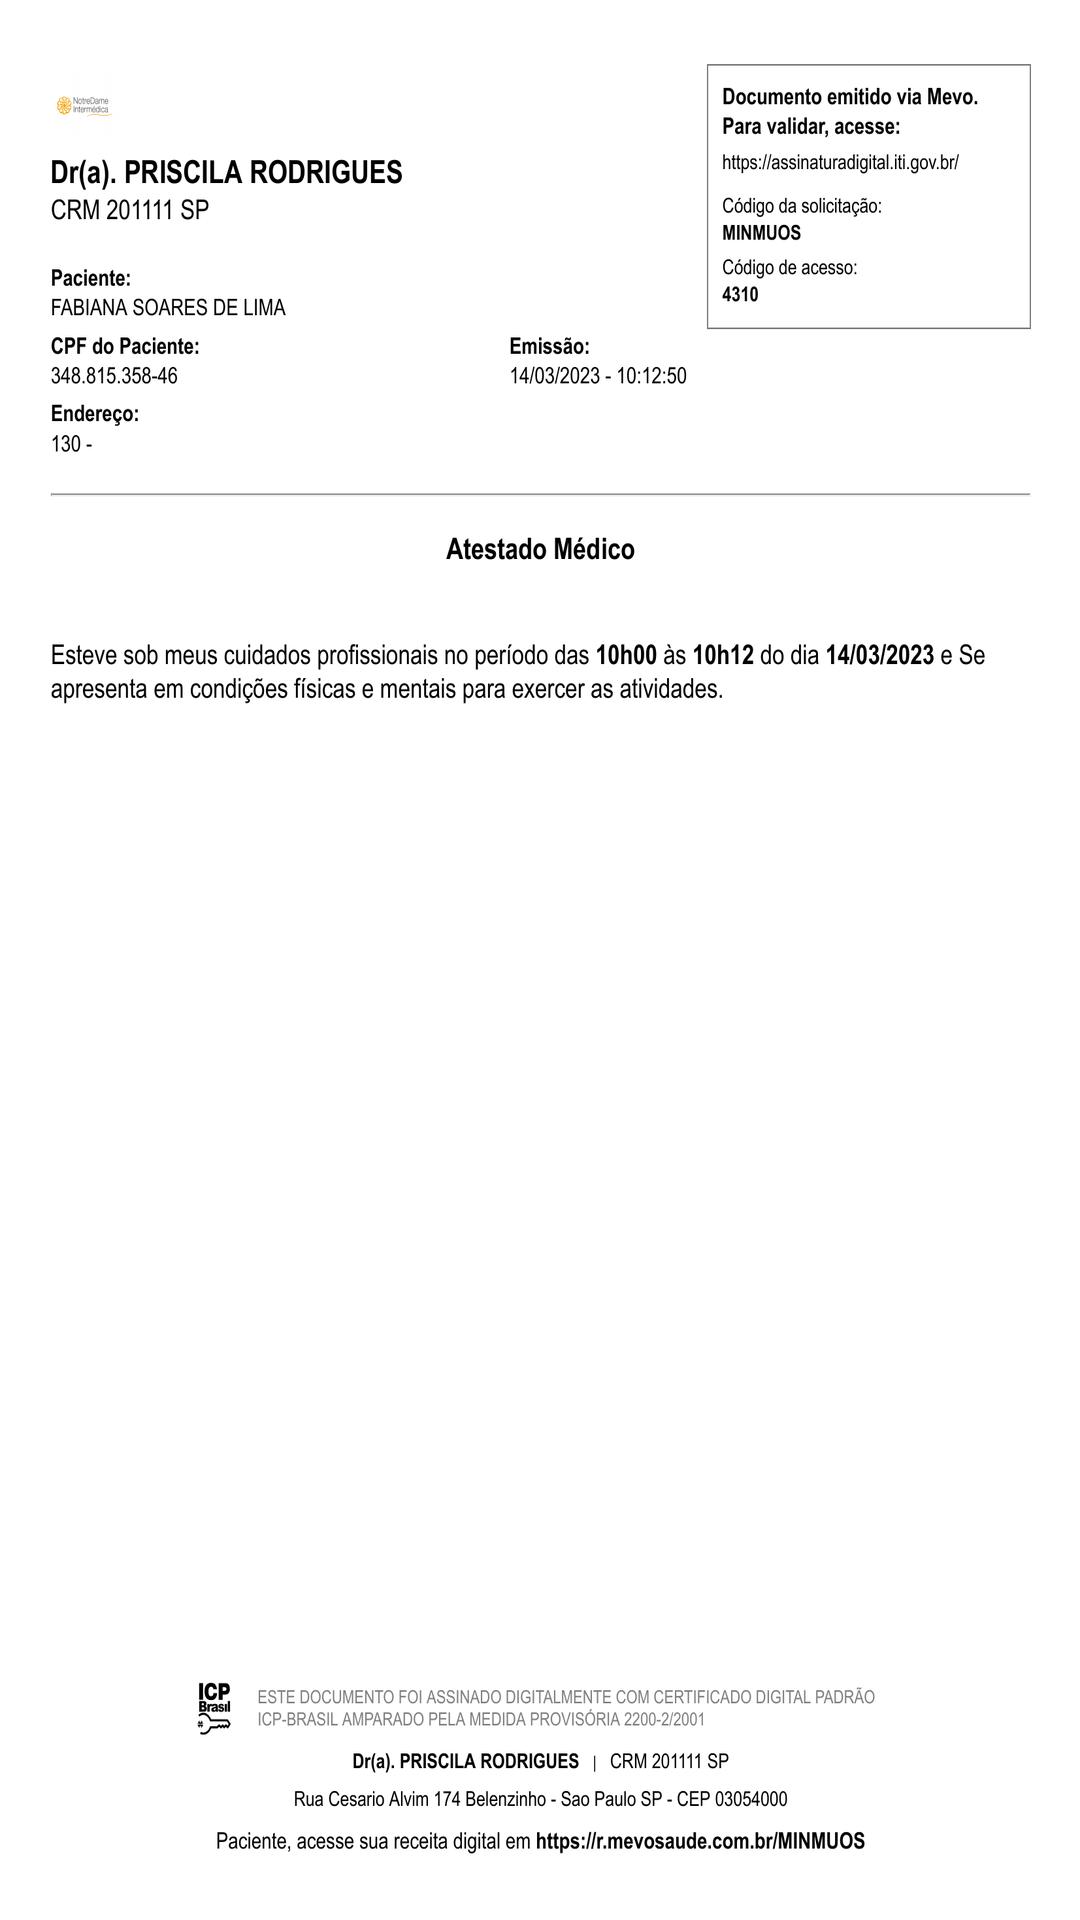 NotreDame
Intermédica
Documento emitido via Mevo.
Para validar, acesse:
https://assinaturadigital.iti.gov.br/
Código da solicitação:
MINMUOS
Código de acesso:
4310
Dr(a). PRISCILA RODRIGUES
CRM 201111 SP
Paciente:
FABIANA SOARES DE LIMA
CPF do Paciente:
348.815.358-46
Emissão:
14/03/2023 - 10:12:50
Endereço:
130 -
Atestado Médico
Esteve sob meus cuidados profissionais no período das 10h00 às 10h12 do dia 14/03/2023 e Se
apresenta em condições físicas e mentais para exercer as atividades.
ICP
Brasil
ESTE DOCUMENTO FOI ASSINADO DIGITALMENTE COM CERTIFICADO DIGITAL PADRÃO
ICP-BRASIL AMPARADO PELA MEDIDA PROVISÓRIA 2200-2/2001
Dr(a). PRISCILA RODRIGUES | CRM 201111 SP
Rua Cesario Alvim 174 Belenzinho - Sao Paulo SP - CEP 03054000
Paciente, acesse sua receita digital em https://r.mevosaude.com.br/MINMUOS